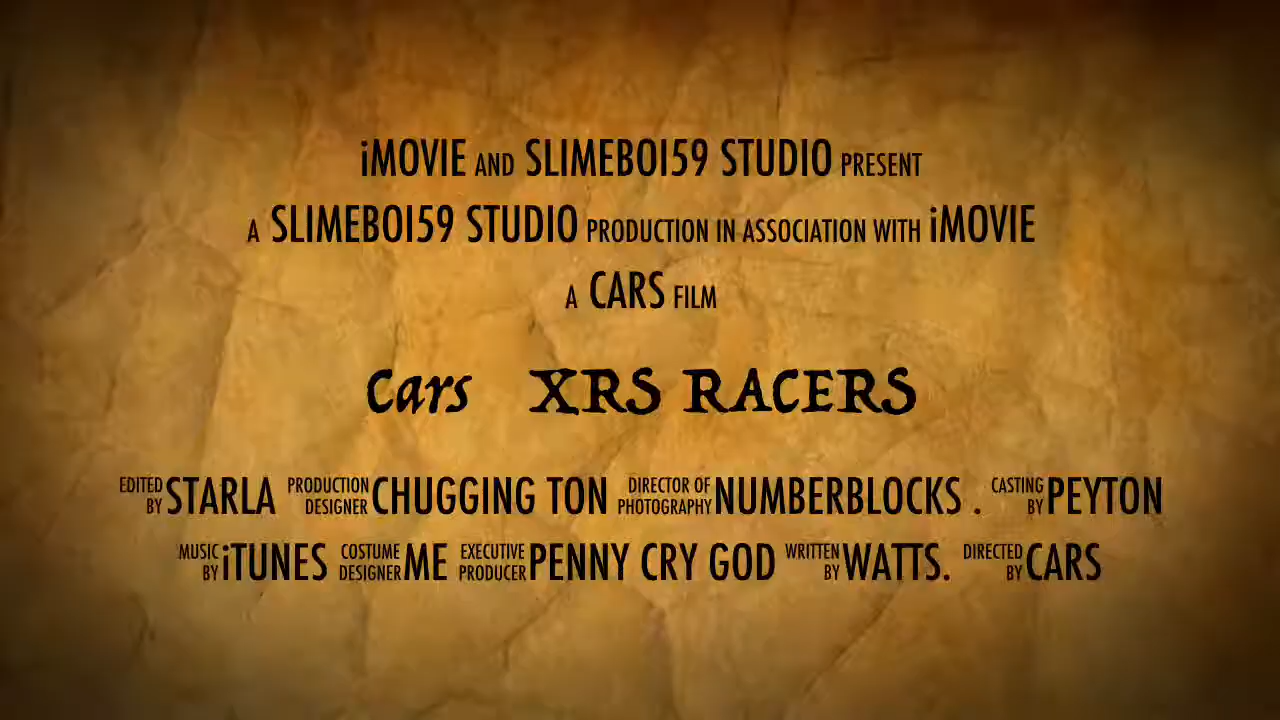 iMOVIE AND SLIMEBOI59 STUDIO PRESENT
A SLIMEBOI59 STUDIO PRODUCTION IN ASSOCIATION WITH iMOVIE
A CARS FILM
Cars XRS RACERS
EDITED BY STARLA PRODUCTION DESIGNER CHUGGING TON DIRECTOR OF PHOTOGRAPHY NUMBERBLOCKS . CASTING BY PEYTON
MUSIC BY iTUNES COSTUME DESIGNER ME EXECUTIVE PRODUCER PENNY CRY GOD WRITTEN BY WATTS. DIRECTED BY CARS